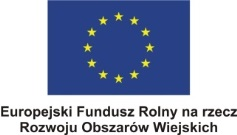 Europejski Fundusz Rolny na rzecz
Rozwoju Obszarów Wiejskich